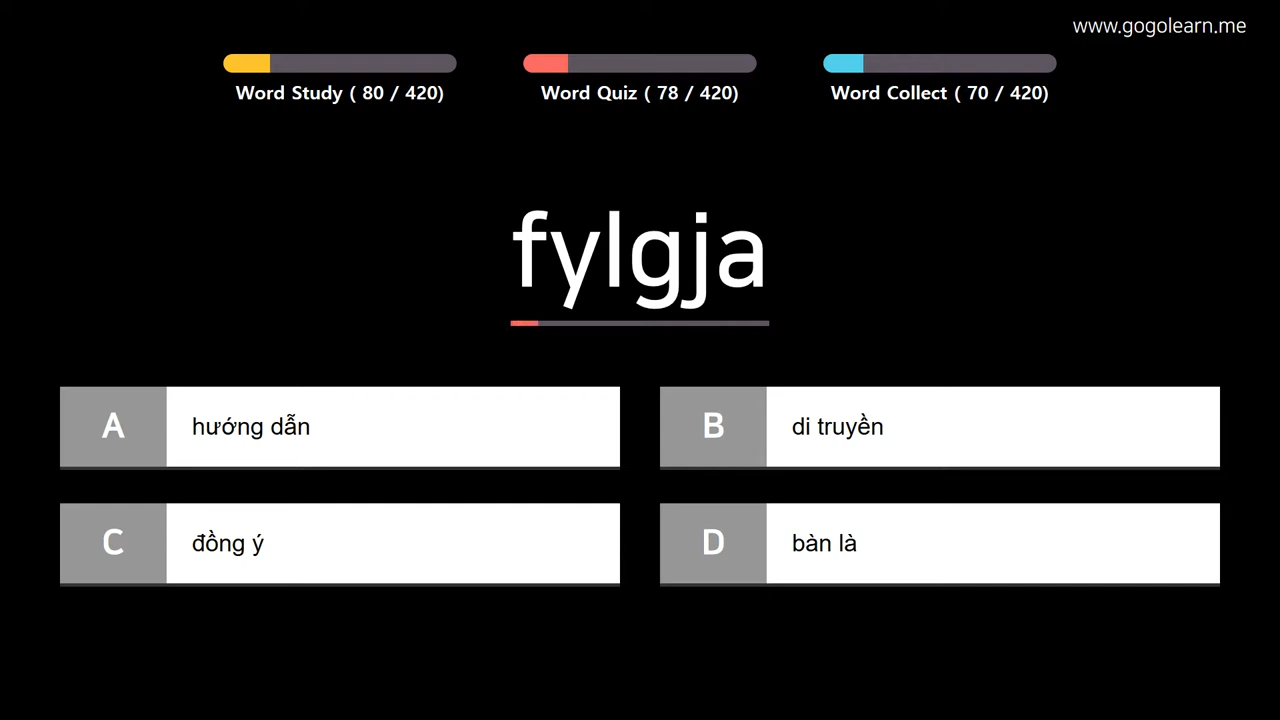 www.gogolearn.me
Word Study ( 80 / 420)
Word Quiz ( 78 / 420)
Word Collect ( 70 / 420)
fylgja
A hướng dẫn
B di truyền
C đồng ý
D bàn là